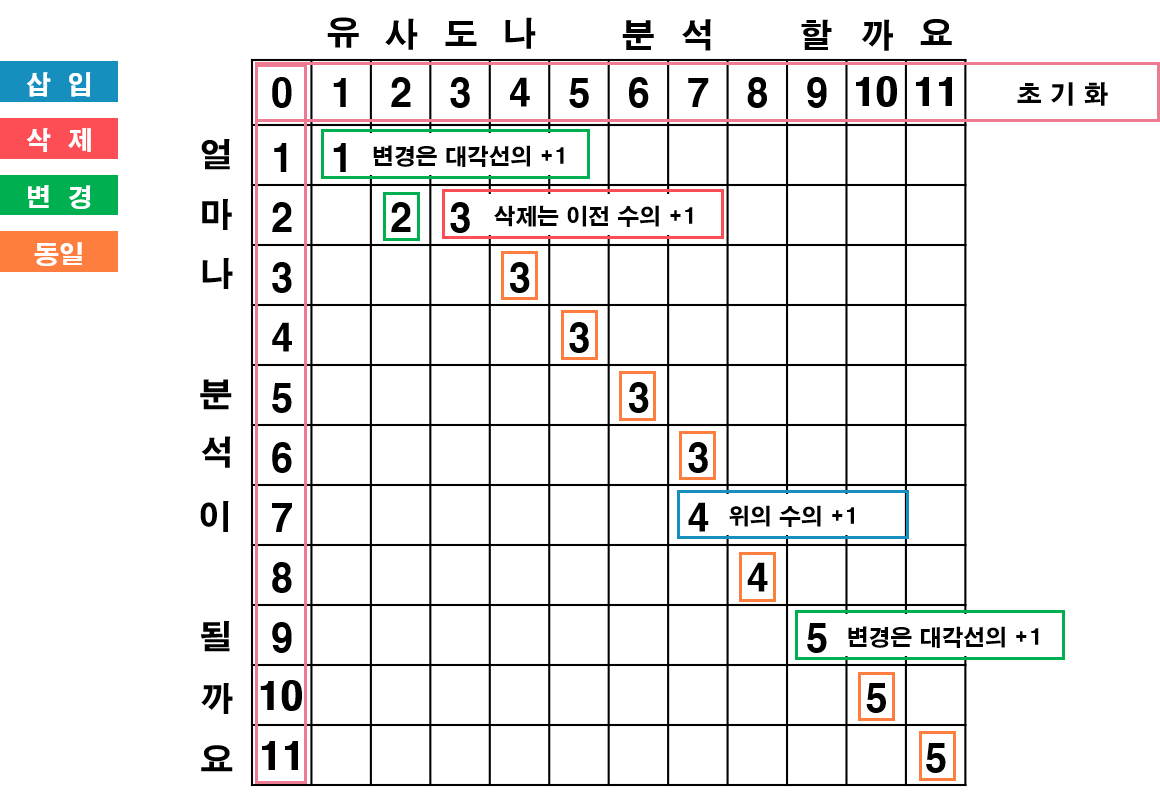 유 사 도 나 분 석 할 까 요
0 1 2 3 4 5 6 7 8 9 10 11 초 기 화
삽 입
삭 제
변 경
동일
얼 1 1 변경은 대각선의 +1
마 2 2 3 삭제는 이전 수의 +1
나 3 3
4 3
분 5 3
석 6 3
이 7 4 위의 수의 +1
8 4
될 9 5 변경은 대각선의 +1
까 10 5
요 11 5